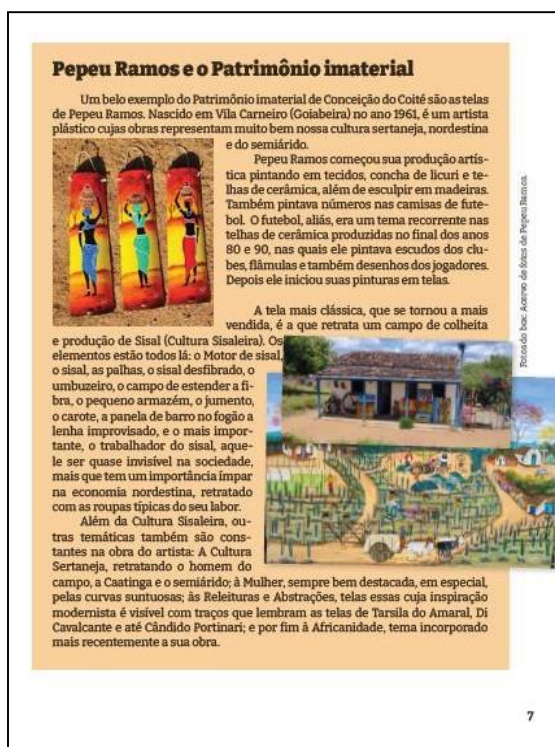 Pepeu Ramos e o Patrimônio imaterial
Um belo exemplo do Patrimônio imaterial de Conceição do Coité são as telas
de Pepeu Ramos. Nascido em Vila Carneiro (Goiabeira) no ano 1961, é um artista
plástico cujas obras representam muito bem nossa cultura sertaneja, nordestina
e do semiárido.
Pepeu Ramos começou sua produção artís-
tica pintando em tecidos, concha de licuri e te-
lhas de cerâmica, além de esculpir em madeiras.
Também pintava números nas camisas de fute-
bol. O futebol, aliás, era um tema recorrente nas
telhas de cerâmica produzidas no final dos anos
80 e 90, nas quais ele pintava escudos dos clu-
bes, flâmulas e também desenhos dos jogadores.
Depois ele iniciou suas pinturas em telas.
A tela mais clássica, que se tornou a mais
vendida, é a que retrata um campo de colheita
e produção de Sisal (Cultura Sisaleira). Os
elementos estão todos lá: o Motor de sisal,
o sisal, as palhas, o sisal desfibrado, o
umbuzeiro, o campo de estender a fi-
bra, o pequeno armazém, o jumento,
o carote, a panela de barro no fogão a
lenha improvisado, e o mais impor-
tante, o trabalhador do sisal, aque-
le ser quase invisível na sociedade,
mais que tem um importância ímpar
na economia nordestina, retratado
com as roupas típicas do seu labor.
Além da Cultura Sisaleira, ou-
tras temáticas também são cons-
tantes na obra do artista: A Cultura
Sertaneja, retratando o homem do
campo, a Caatinga e o semiárido; à Mulher, sempre bem destacada, em especial,
pelas curvas suntuosas; às Releituras e Abstrações, telas essas cuja inspiração
modernista é visível com traços que lembram as telas de Tarsila do Amaral, Di
Cavalcante e até Cândido Portinari; e por fim à Africanidade, tema incorporado
mais recentemente a sua obra.
Fotos do box: Acervo de fotos de Pepeu Ramos.
7